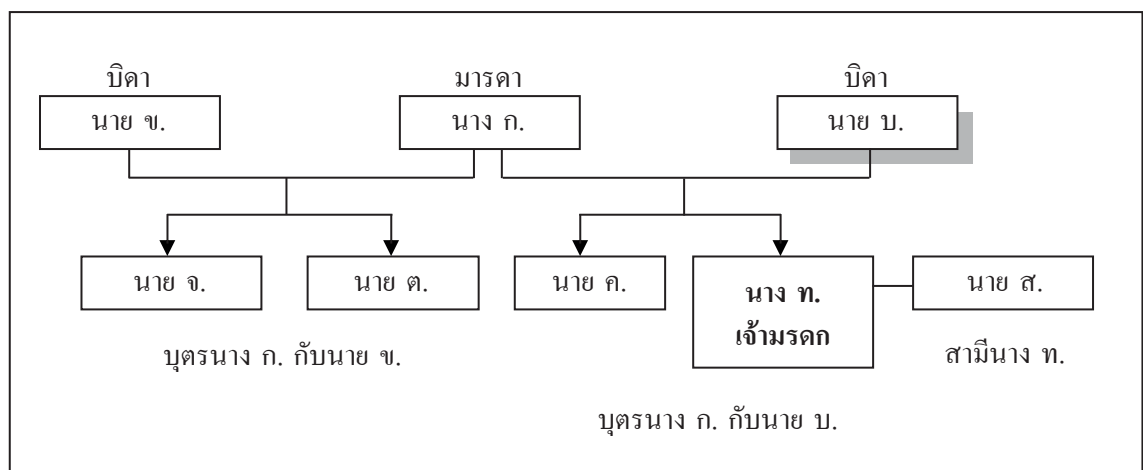 บิดา มารดา บิดา
นาย ข. นาง ก. นาย บ.
นาย จ. นาย ต. นาย ค. นาง ท. นาย ส.
เจ้ามรดก
บุตรนาง ก. กับนาย ข. สามีนาง ท.
บุตรนาง ก. กับนาย บ.